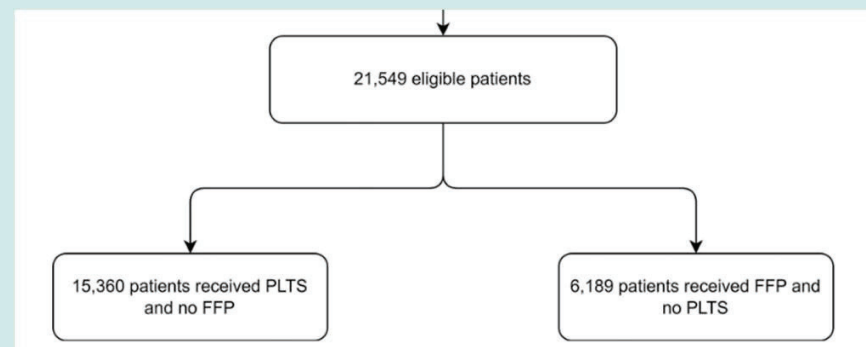 21,549 eligible patients
15,360 patients received PLTS
and no FFP
6,189 patients received FFP and
no PLTS